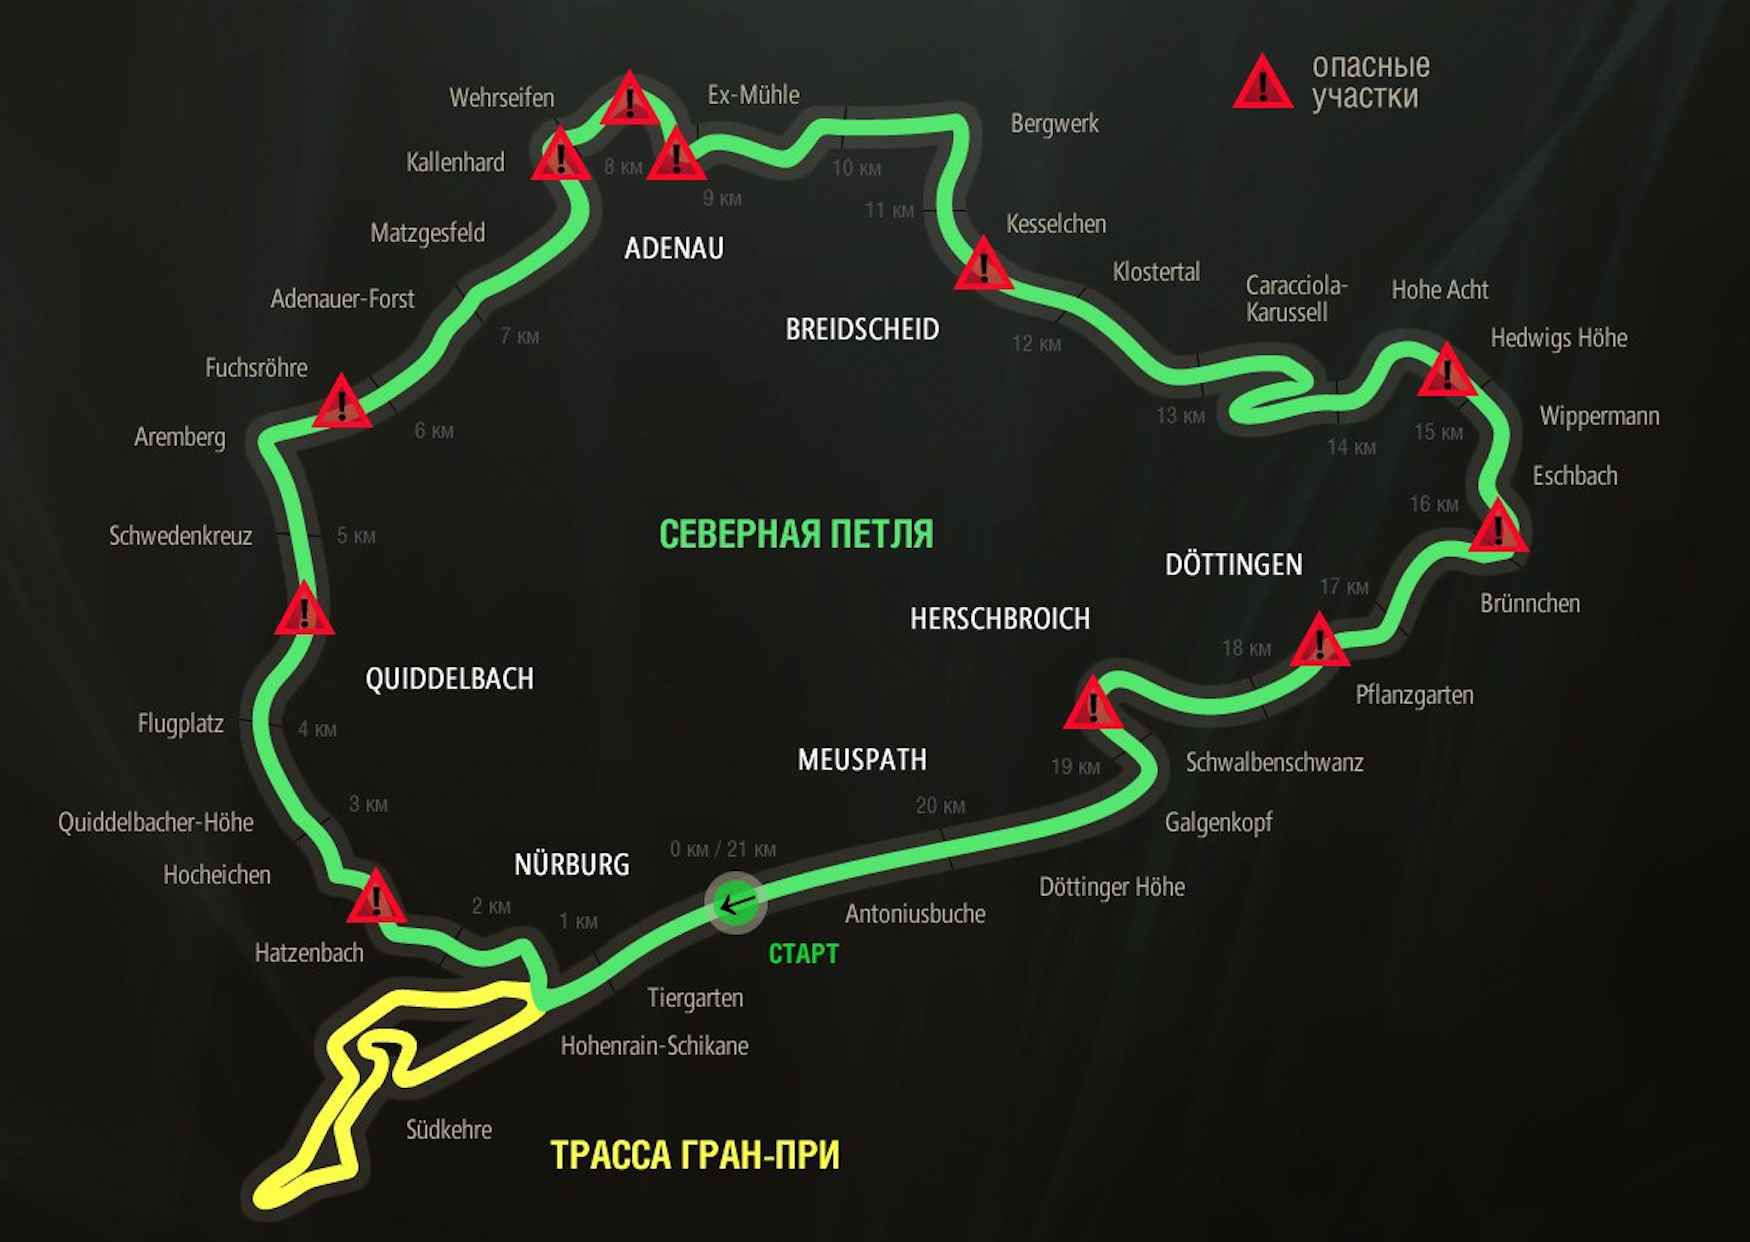 опасные
участки
Wehrseifen
Ex-Mühle
Bergwerk
Kallenhard
8 км
10 км
9 км
11 км
Kesselchen
Matzgesfeld
ADENAU
Klostertal
Caracciola-
Karussell
Hohe Acht
Adenauer-Forst
BREIDSCHEID
7 км
12 км
Hedwigs Höhe
Fuchsröhre
Aremberg
6 км
13 км
14 км
15 км
Wippermann
Eschbach
16 км
Schwedenkreuz
5 км
СЕВЕРНАЯ ПЕТЛЯ
DÖTTINGEN
17 км
Brünnchen
HERSCHBROICH
18 км
QUIDDELBACH
Pflanzgarten
Flugplatz
4 км
MEUSPATH
19 км
Schwalbenschwanz
3 км
20 км
Quiddelbacher-Höhe
Galgenkopf
0 км / 21 км
NÜRBURG
Hocheichen
Döttinger Höhe
2 км
1 км
Antoniusbuche
Hatzenbach
СТАРТ
Tiergarten
Hohenrain-Schikane
Südkehre
ТРАССА ГРАН-ПРИ